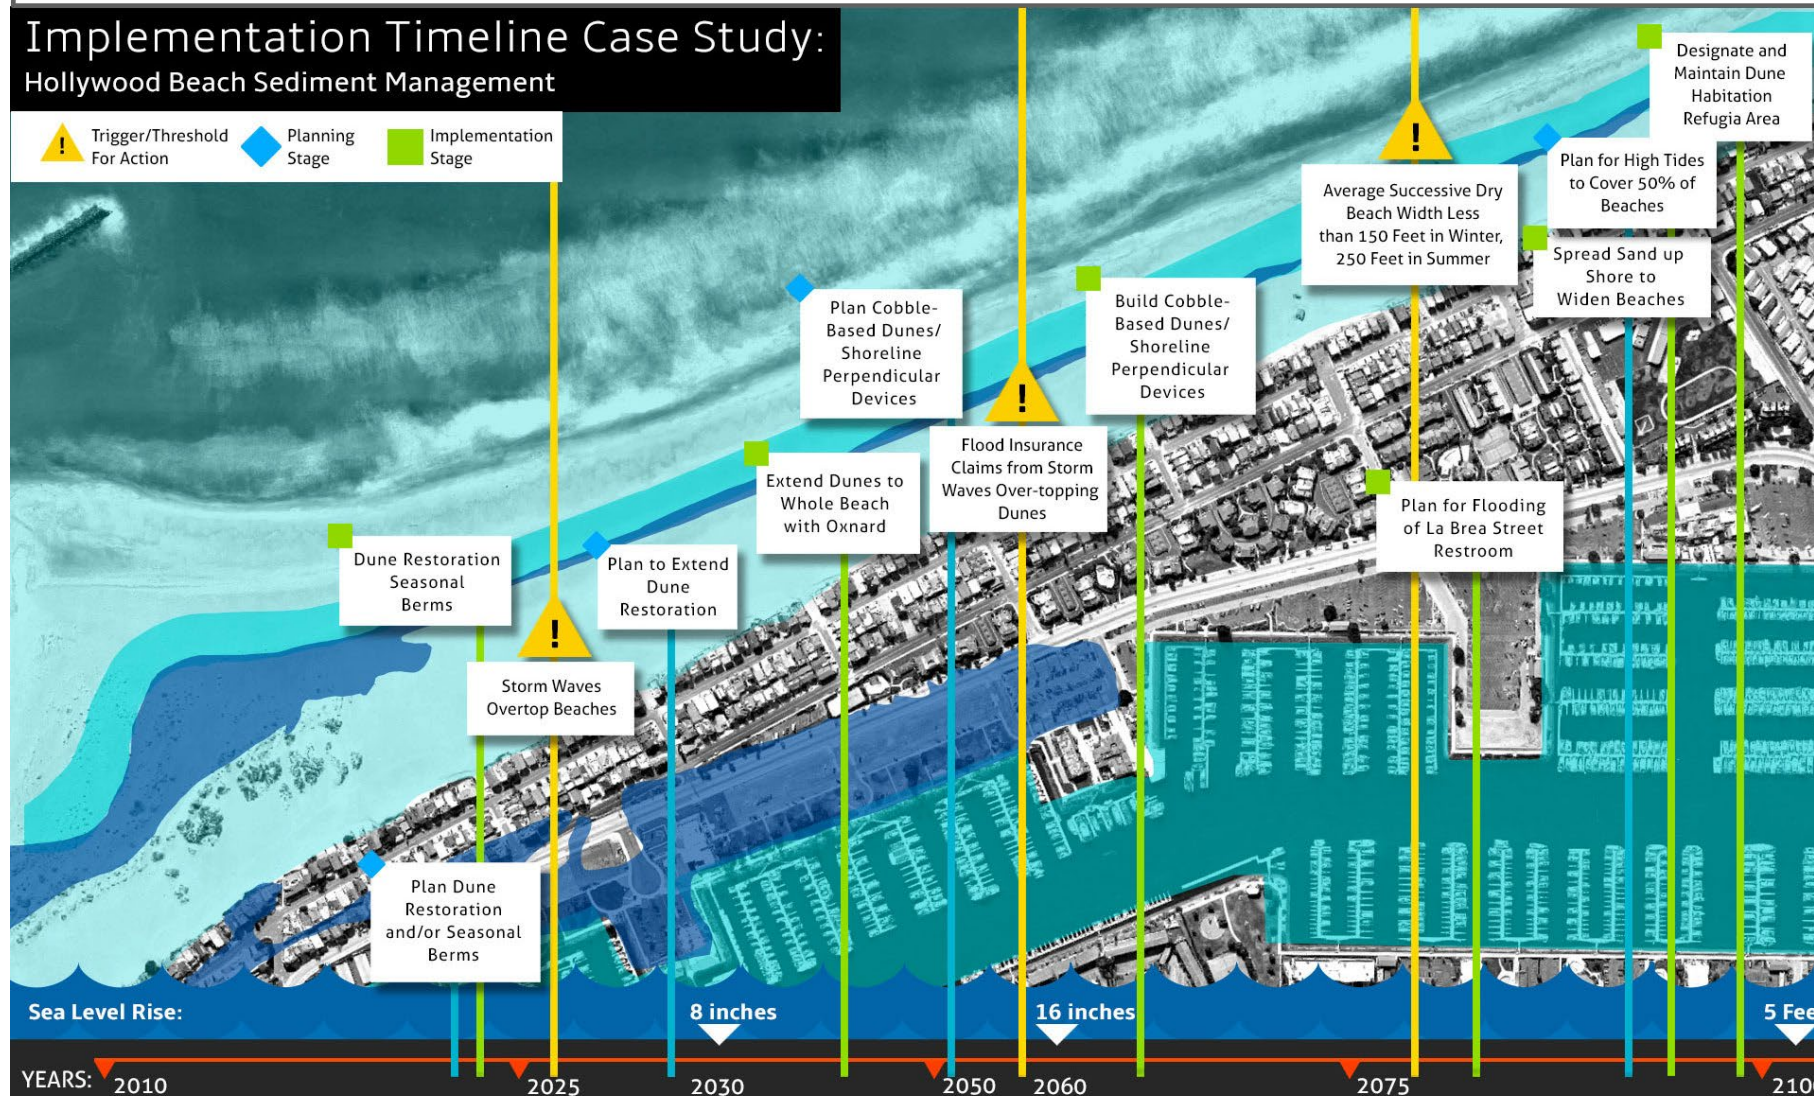 Implementation Timeline Case Study:
Hollywood Beach Sediment Management
! Trigger/Threshold
For Action
Planning
Stage
Implementation
Stage
Designate and
Maintain Dune
Habitation
Refugia Area
!
Plan for High Tides
to Cover 50% of
Beaches
Average Successive Dry
Beach Width Less
than 150 Feet in Winter,
250 Feet in Summer
Spread Sand up
Shore to
Widen Beaches
Plan Cobble-
Based Dunes/
Shoreline
Perpendicular
Devices
Build Cobble-
Based Dunes/
Shoreline
Perpendicular
Devices
!
Flood Insurance
Claims from Storm
Waves Over-topping
Dunes
Extend Dunes to
Whole Beach
with Oxnard
Plan for Flooding
of La Brea Street
Restroom
Dune Restoration
Seasonal
Berms
Plan to Extend
Dune
Restoration
!
Storm Waves
Overtop Beaches
Plan Dune
Restoration
and/or Seasonal
Berms
Sea Level Rise: 8 inches 16 inches 5 Fee
YEARS: 2010 2025 2030 2050 2060 2075 210